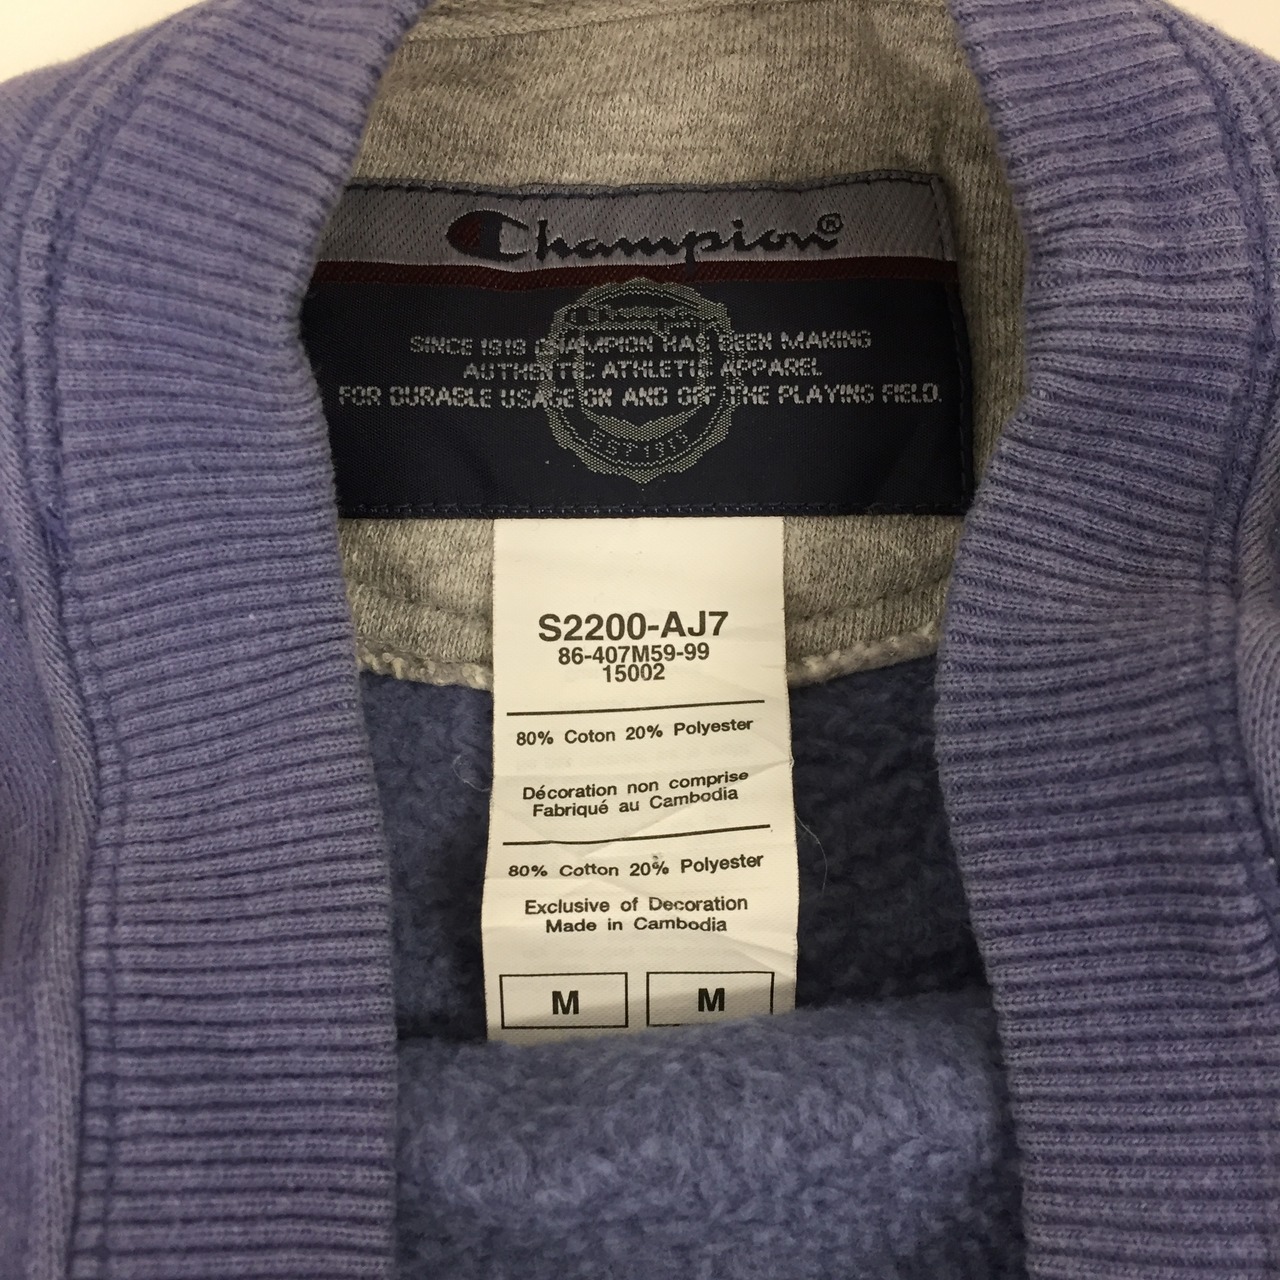 Champion®
SINCE 1919 CHAMPION HAS BEEN MAKING
AUTHENTIC ATHLETIC APPAREL
FOR DURABLE USAGE ON AND OFF THE PLAYING FIELD.
EST 1919
S2200-AJ7
86-407M59-99
15002
80% Coton 20% Polyester
Décoration non comprise
Fabriqué au Cambodia
80% Cotton 20% Polyester
Exclusive of Decoration
Made in Cambodia
M M